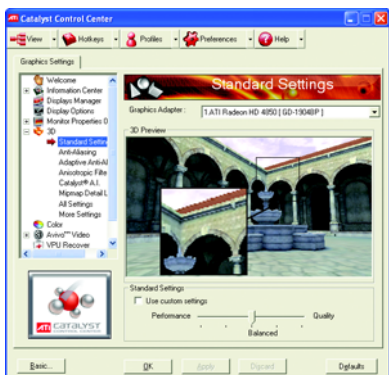 Catalyst Control Center
View Hotkeys Profiles Preferences Help
Graphics Settings
Welcome
Information Center
Displays Manager
Display Options
Monitor Properties 0
3D
Standard Settin
Anti-Aliasing
Adaptive Anti-Al
Anisotropic Filte
Catalyst® A.I.
Mipmap Detail L
All Settings
More Settings
Color
Avivo™ Video
VPU Recover
ATI CATALYST
CONTROL CENTER
Standard Settings
Graphics Adapter : 1.ATI Radeon HD 4850 [ GD-1904BP ]
3D Preview
Standard Settings
Use custom settings
Performance Quality
Balanced
Basic... OK Apply Discard Defaults